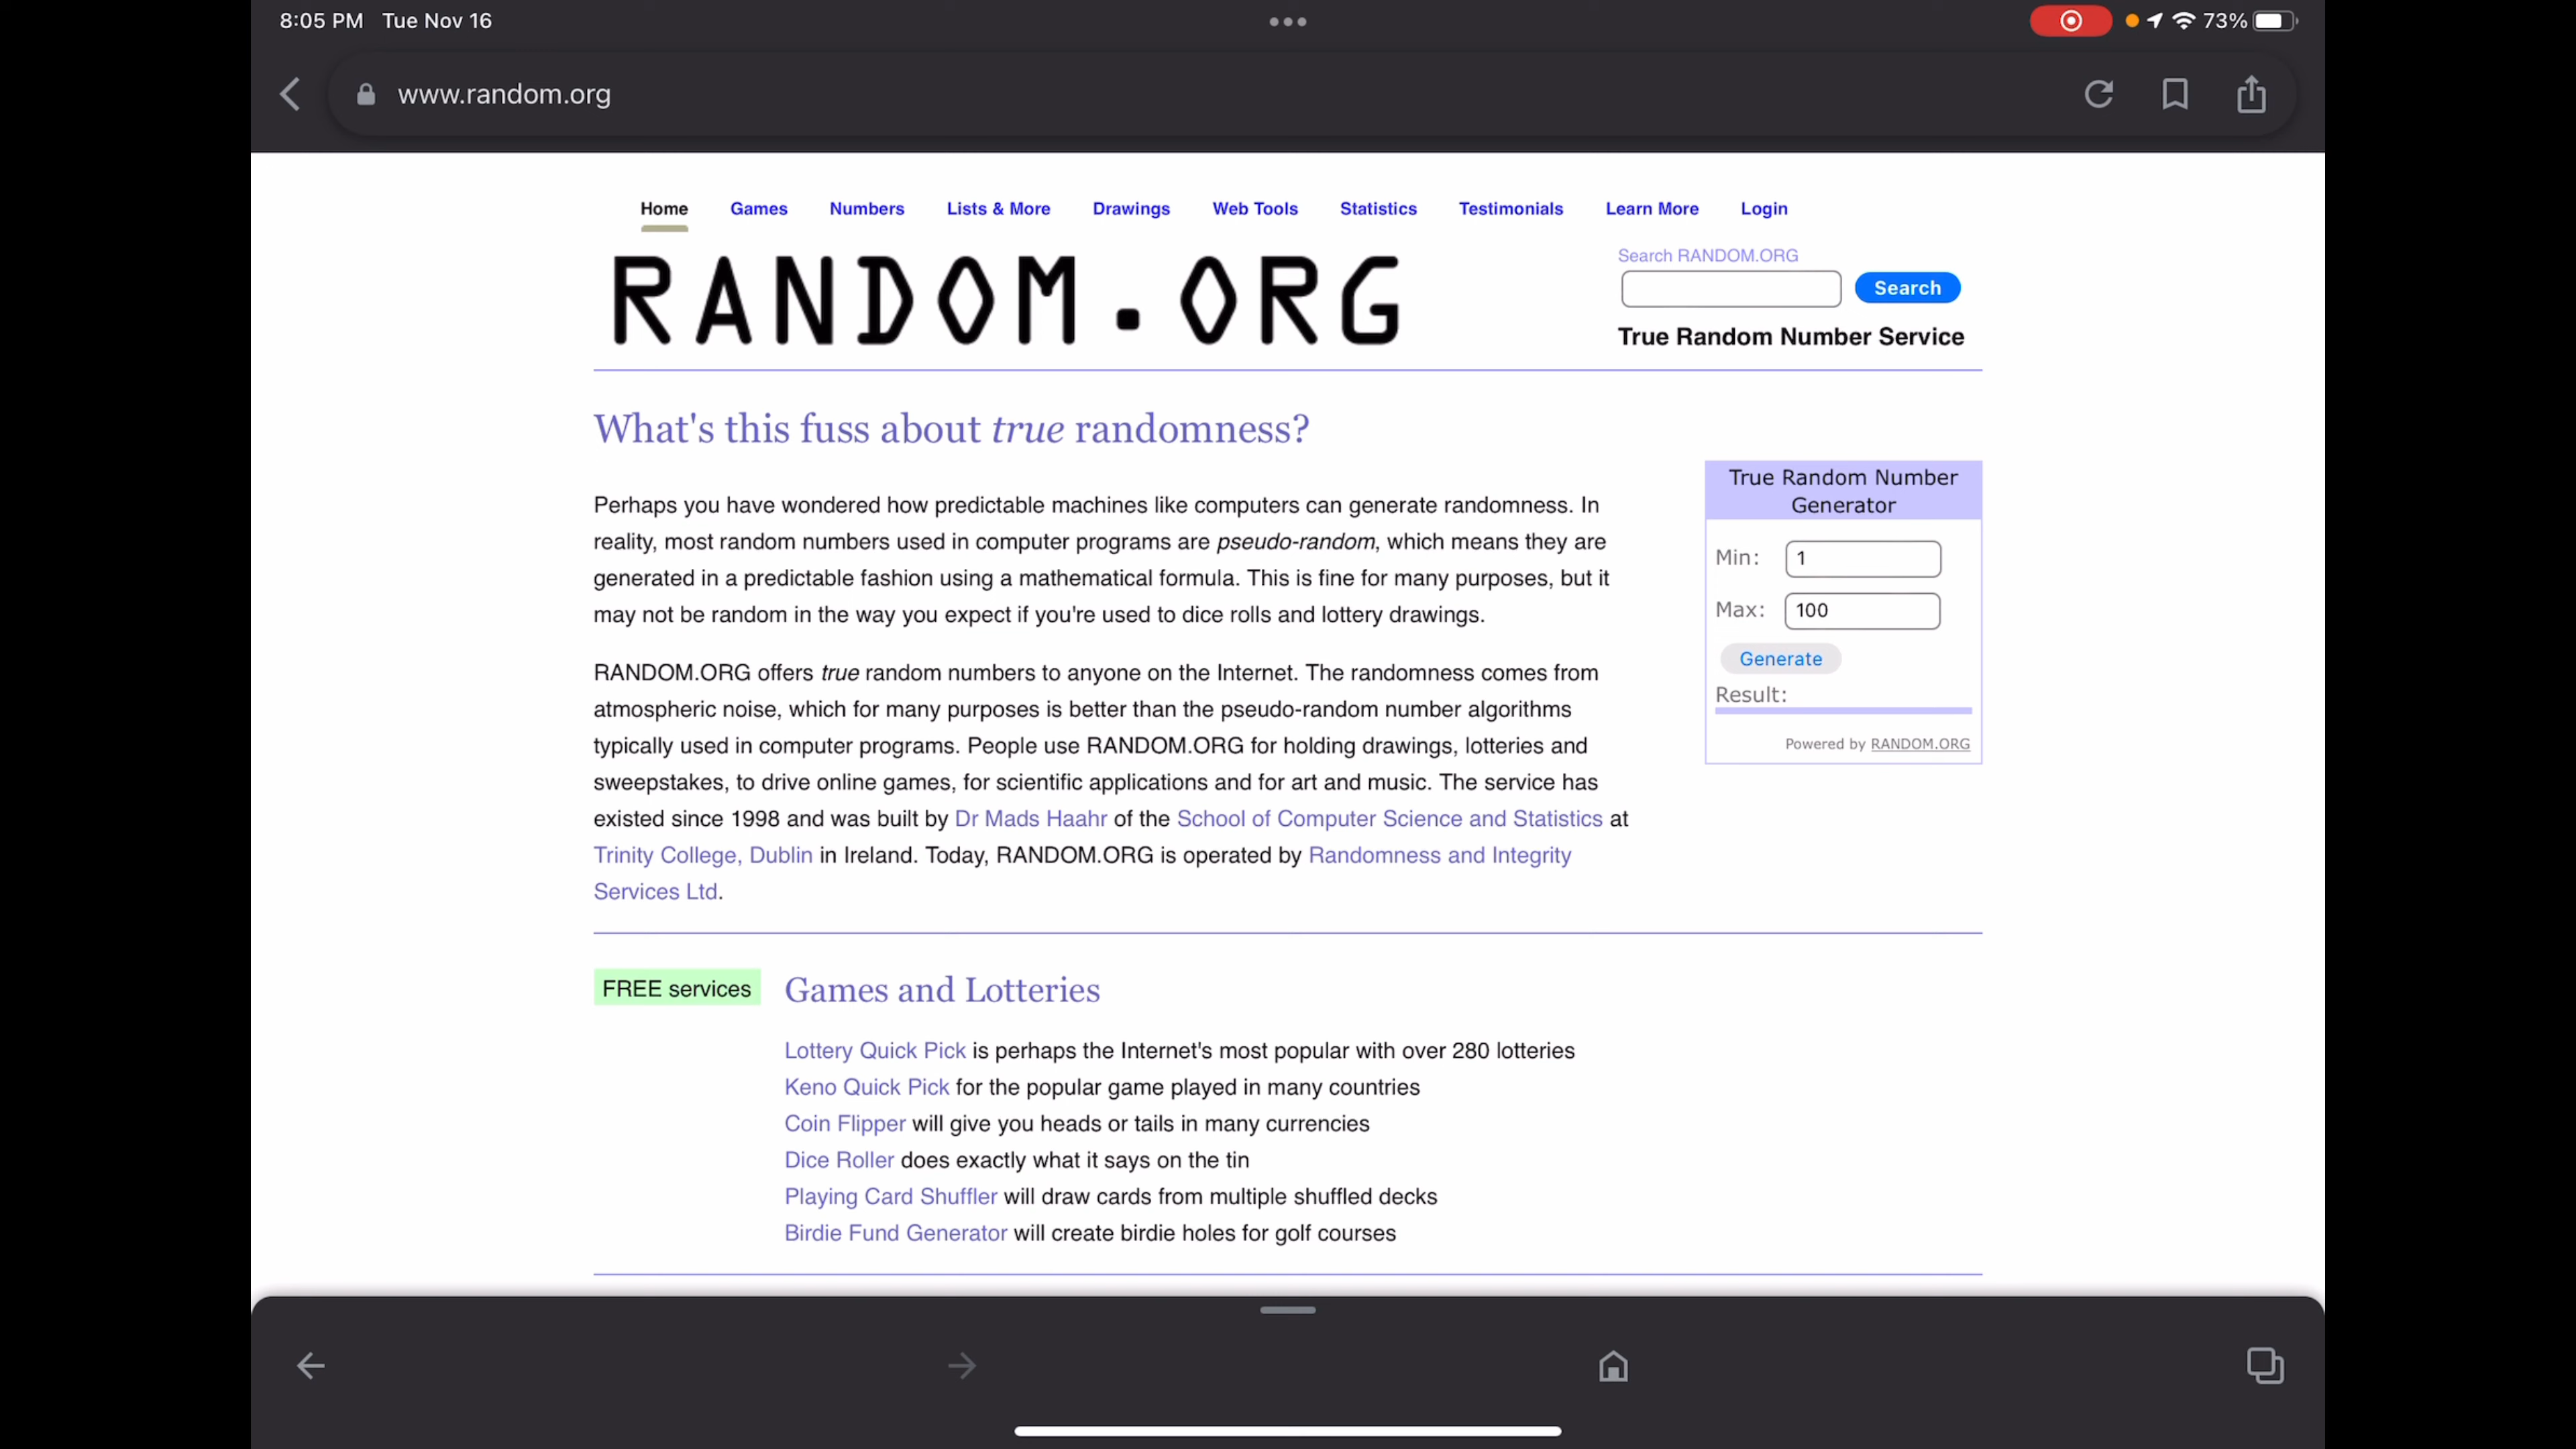 8:05 PM Tue Nov 16
73%
www.random.org
Home Games Numbers Lists & More Drawings Web Tools Statistics Testimonials Learn More Login
RANDOM.ORG
Search RANDOM.ORG
Search
True Random Number Service
What's this fuss about true randomness?
Perhaps you have wondered how predictable machines like computers can generate randomness. In
reality, most random numbers used in computer programs are pseudo-random, which means they are
generated in a predictable fashion using a mathematical formula. This is fine for many purposes, but it
may not be random in the way you expect if you're used to dice rolls and lottery drawings.
RANDOM.ORG offers true random numbers to anyone on the Internet. The randomness comes from
atmospheric noise, which for many purposes is better than the pseudo-random number algorithms
typically used in computer programs. People use RANDOM.ORG for holding drawings, lotteries and
sweepstakes, to drive online games, for scientific applications and for art and music. The service has
existed since 1998 and was built by Dr Mads Haahr of the School of Computer Science and Statistics at
Trinity College, Dublin in Ireland. Today, RANDOM.ORG is operated by Randomness and Integrity
Services Ltd.
True Random Number
Generator
Min: 1
Max: 100
Generate
Result:
Powered by RANDOM.ORG
FREE services
Games and Lotteries
Lottery Quick Pick is perhaps the Internet's most popular with over 280 lotteries
Keno Quick Pick for the popular game played in many countries
Coin Flipper will give you heads or tails in many currencies
Dice Roller does exactly what it says on the tin
Playing Card Shuffler will draw cards from multiple shuffled decks
Birdie Fund Generator will create birdie holes for golf courses